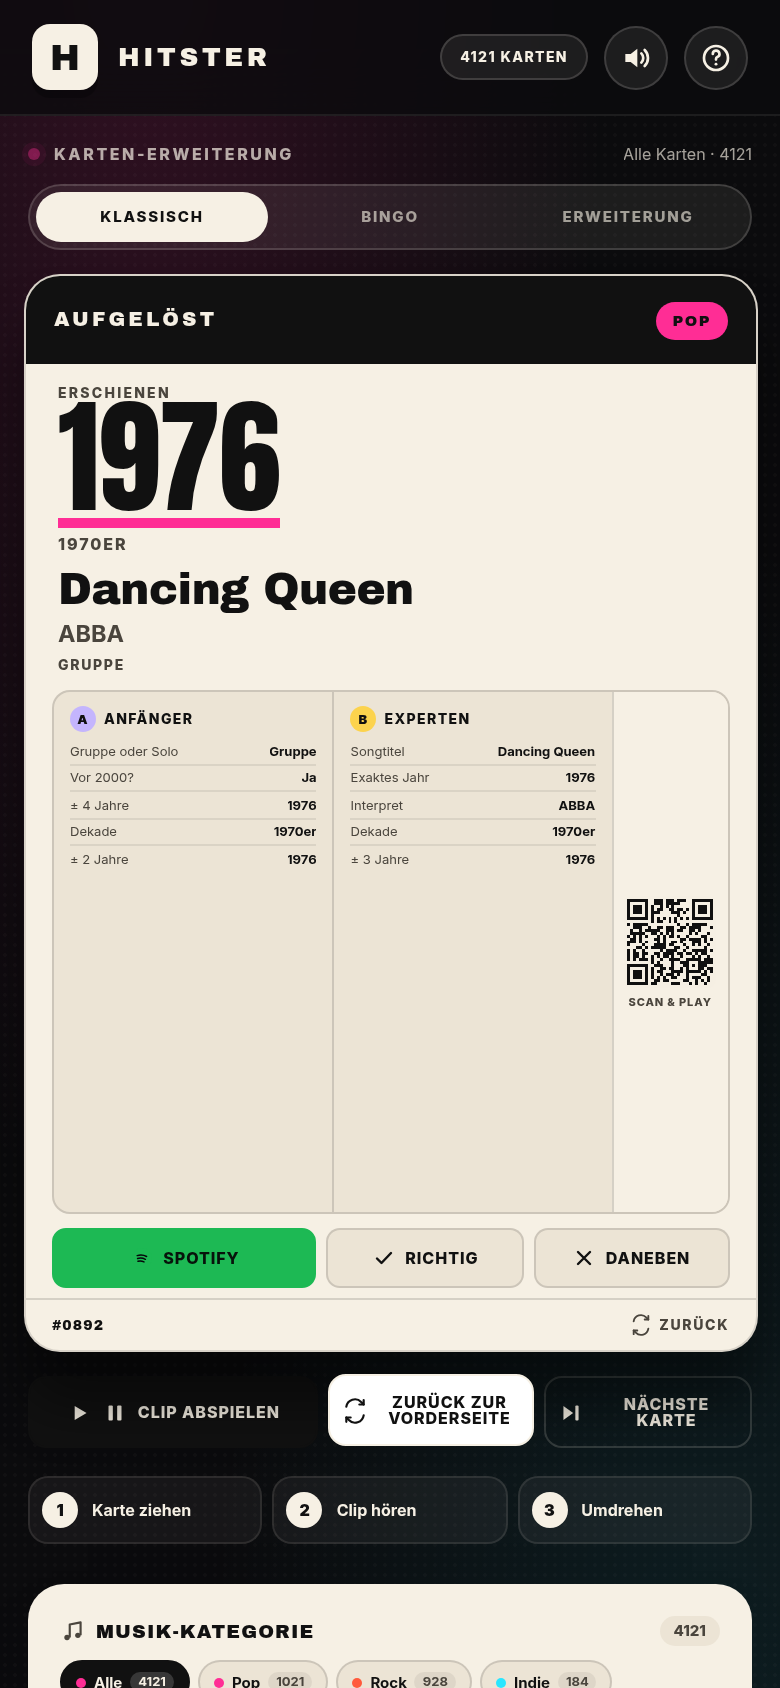 H HITSTER 4121 KARTEN
KARTEN-ERWEITERUNG Alle Karten · 4121
KLASSISCH BINGO ERWEITERUNG
AUFGELÖST POP
ERSCHIENEN
1976
1970ER
Dancing Queen
ABBA
GRUPPE
A ANFÄNGER
Gruppe oder Solo Gruppe
Vor 2000? Ja
± 4 Jahre 1976
Dekade 1970er
± 2 Jahre 1976
B EXPERTEN
Songtitel Dancing Queen
Exaktes Jahr 1976
Interpret ABBA
Dekade 1970er
± 3 Jahre 1976
SCAN & PLAY
SPOTIFY RICHTIG DANEBEN
#0892 ZURÜCK
CLIP ABSPIELEN
ZURÜCK ZUR
VORDERSEITE
NÄCHSTE
KARTE
1 Karte ziehen 2 Clip hören 3 Umdrehen
MUSIK-KATEGORIE 4121
Alle 4121 Pop 1021 Rock 928 Indie 184